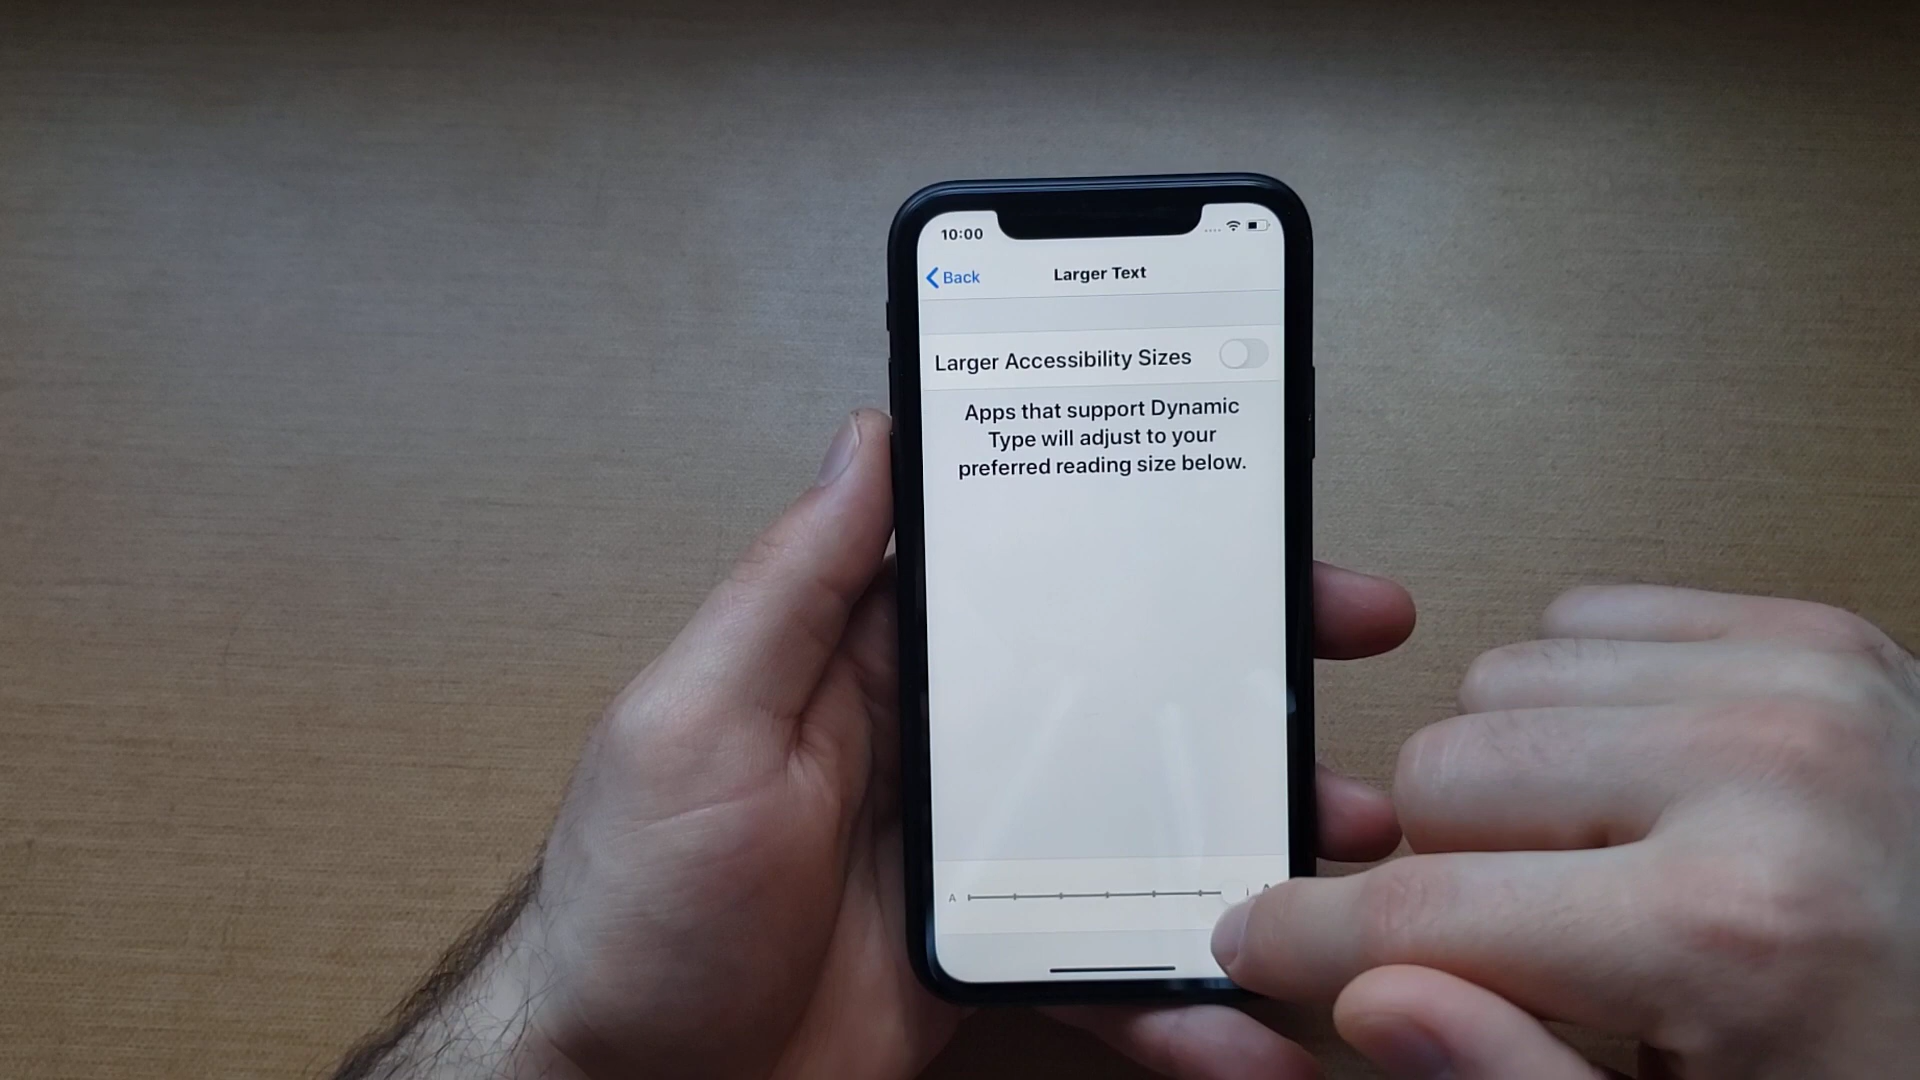 10:00
Back
Larger Text
Larger Accessibility Sizes
Apps that support Dynamic
Type will adjust to your
preferred reading size below.
A A